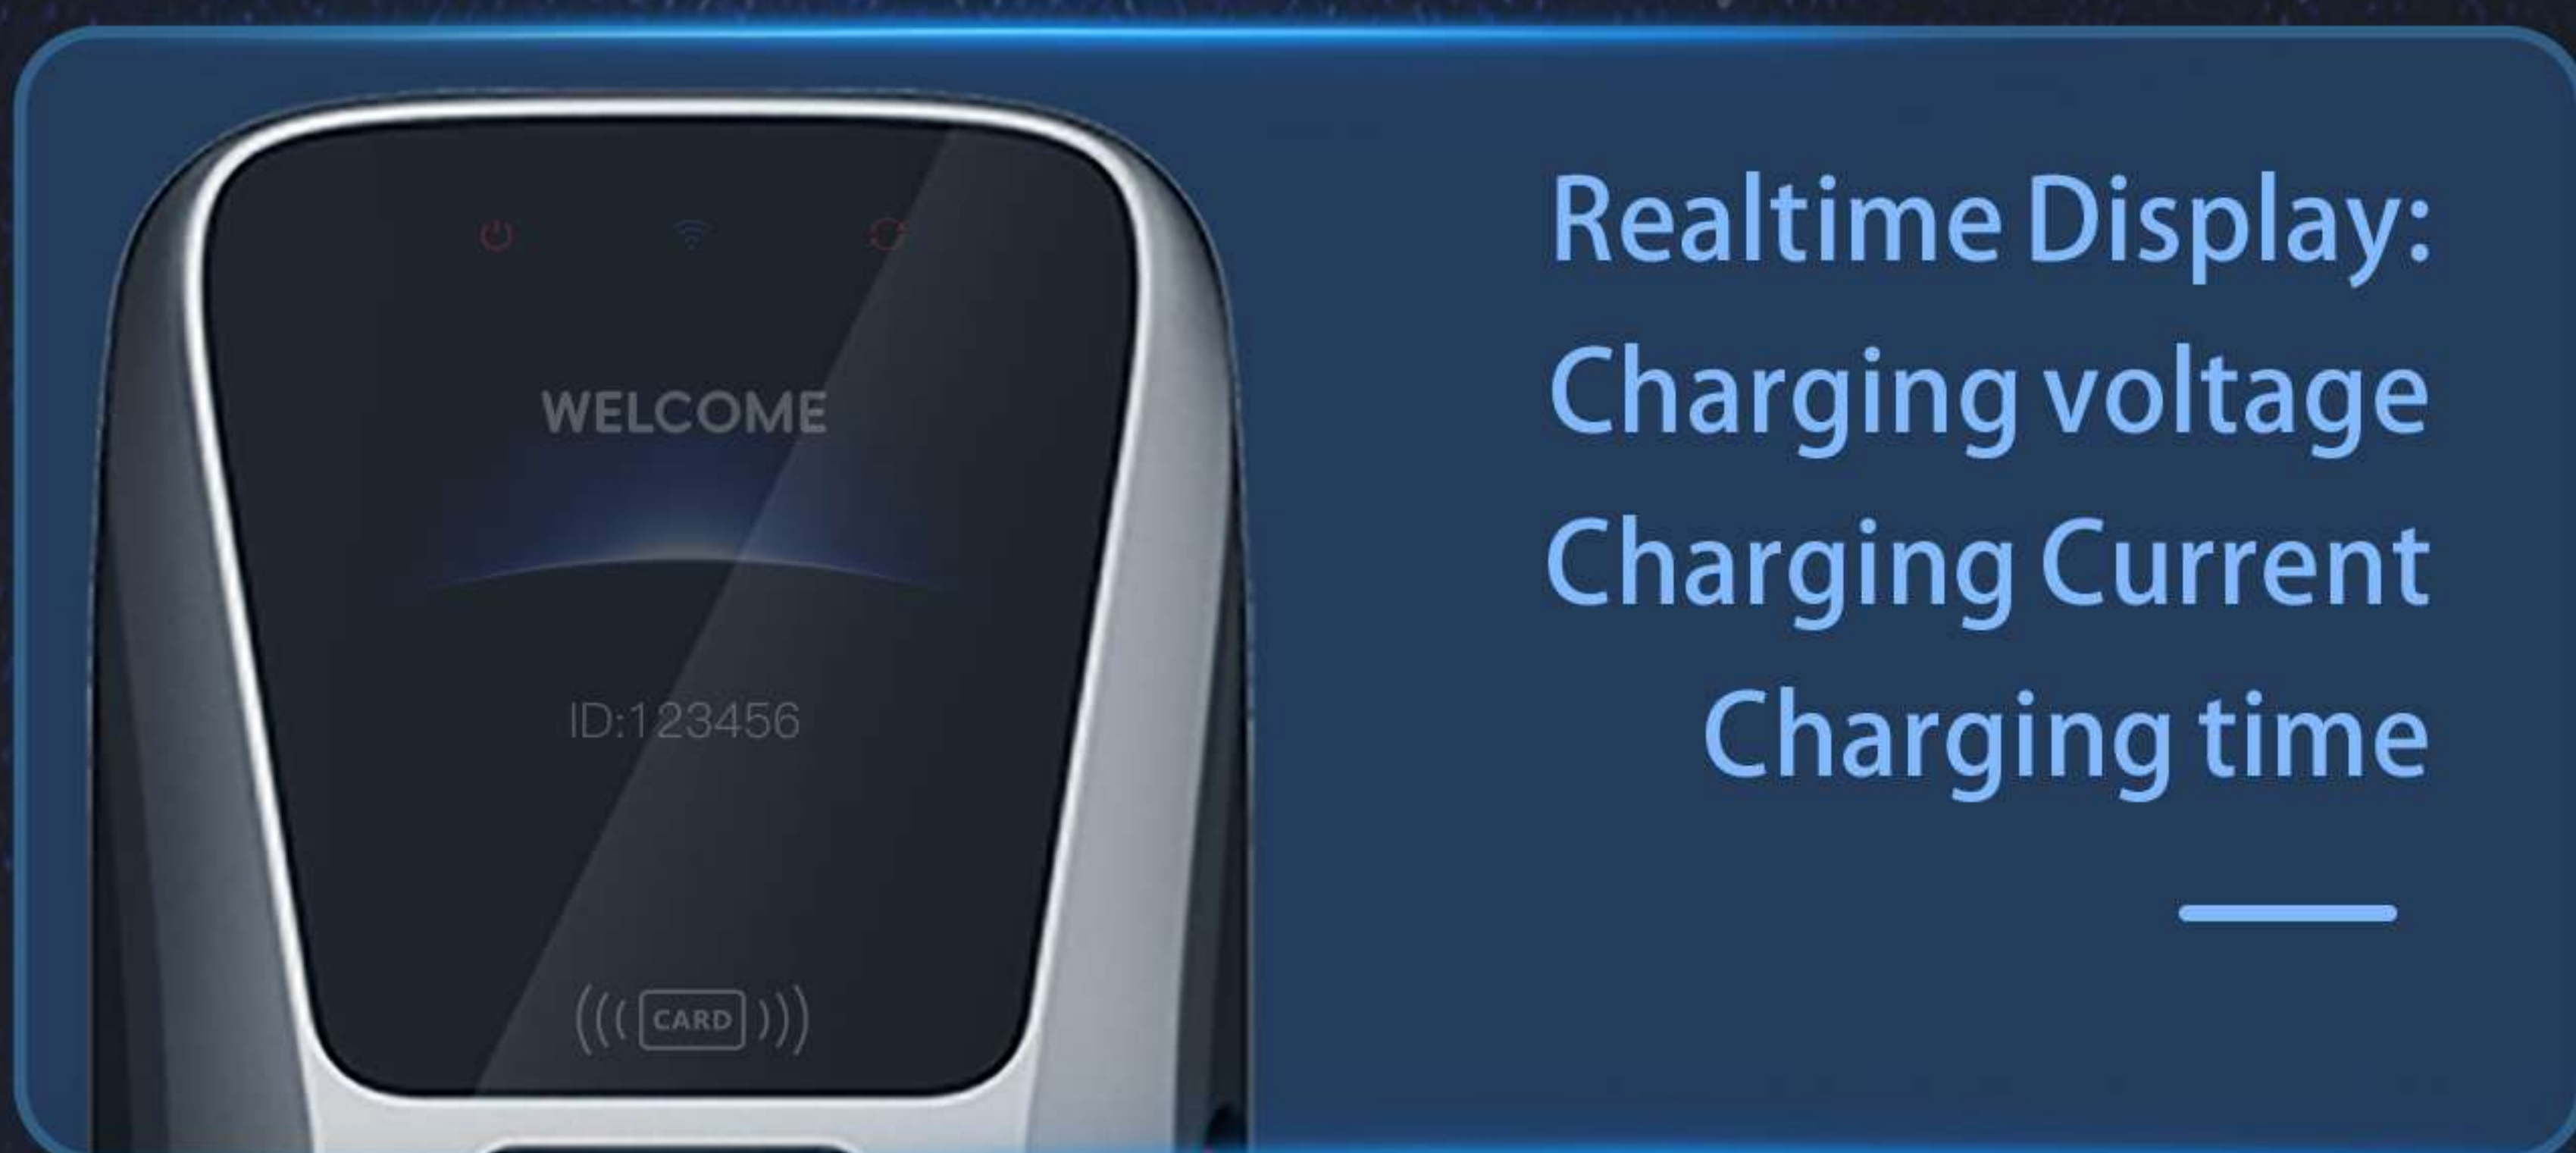 WELCOME
ID:123456
CARD
Realtime Display:
Charging voltage
Charging Current
Charging time